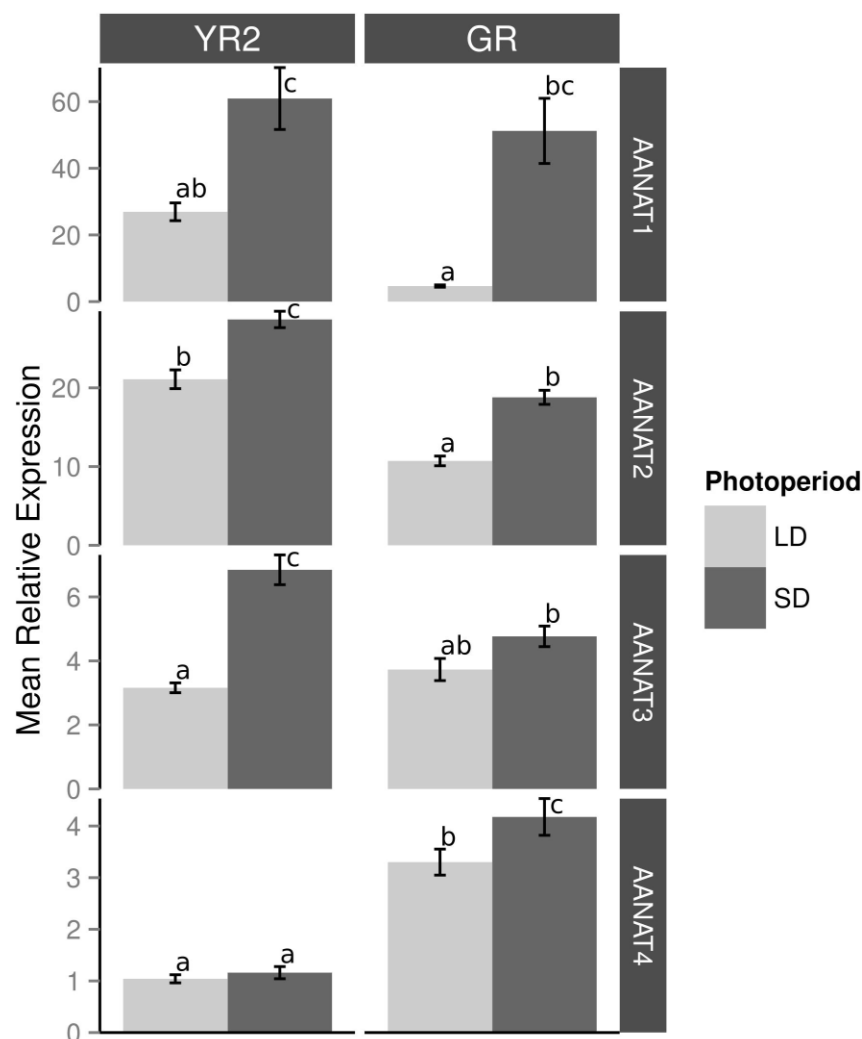 YR2 GR
60 c bc AANAT1
40 ab
20 a
0
c AANAT2
20 b b
10 a
0
Mean Relative Expression
c AANAT3
6 b
4 ab
2 a
0
c AANAT4
4 b
3
2
1 a a
0
Photoperiod
LD
SD